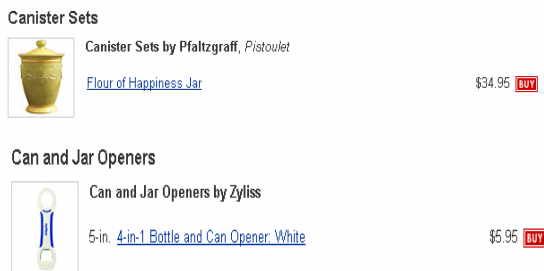 Canister Sets
Canister Sets by Pfaltzgraff, Pistoulet
Flour of Happiness Jar $34.95 BUY
Can and Jar Openers
Can and Jar Openers by Zyliss
5-in. 4-in-1 Bottle and Can Opener: White $5.95 BUY